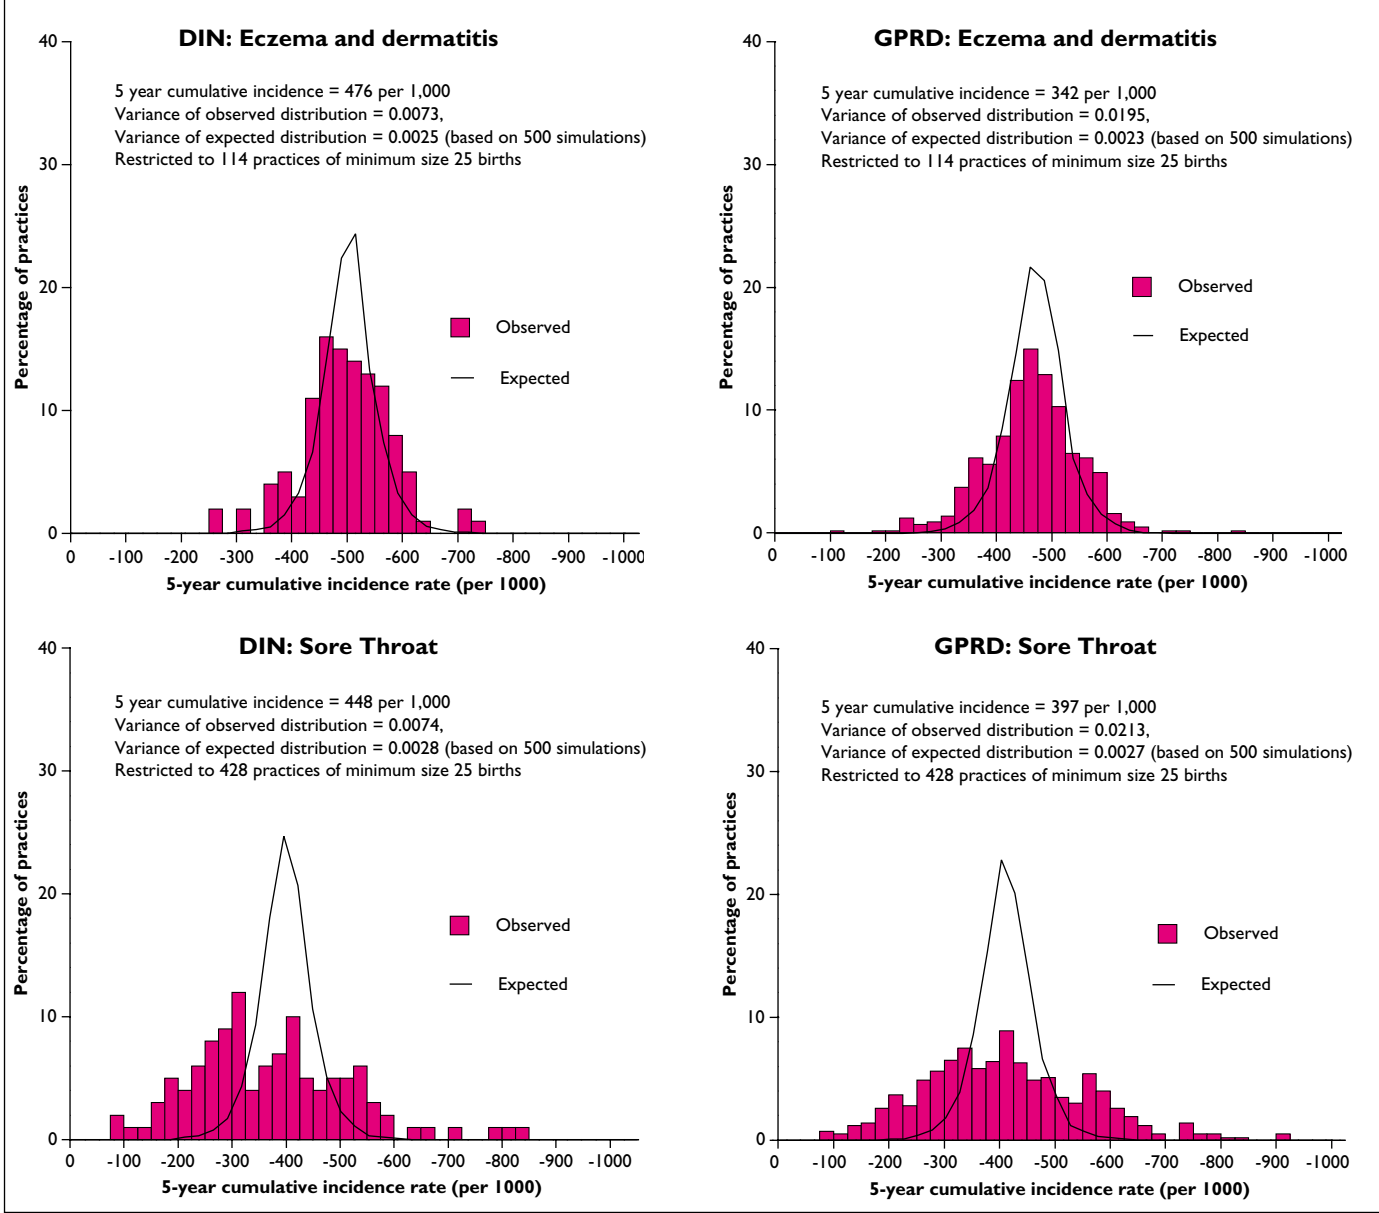 DIN: Eczema and dermatitis
5 year cumulative incidence = 476 per 1,000
Variance of observed distribution = 0.0073,
Variance of expected distribution = 0.0025 (based on 500 simulations)
Restricted to 114 practices of minimum size 25 births
40
30
20
10
0
Percentage of practices
Observed
Expected
0 -100 -200 -300 -400 -500 -600 -700 -800 -900 -1000
5-year cumulative incidence rate (per 1000)
GPRD: Eczema and dermatitis
5 year cumulative incidence = 342 per 1,000
Variance of observed distribution = 0.0195,
Variance of expected distribution = 0.0023 (based on 500 simulations)
Restricted to 114 practices of minimum size 25 births
40
30
20
10
0
Percentage of practices
Observed
Expected
0 -100 -200 -300 -400 -500 -600 -700 -800 -900 -1000
5-year cumulative incidence rate (per 1000)
DIN: Sore Throat
5 year cumulative incidence = 448 per 1,000
Variance of observed distribution = 0.0074,
Variance of expected distribution = 0.0028 (based on 500 simulations)
Restricted to 428 practices of minimum size 25 births
40
30
20
10
0
Percentage of practices
Observed
Expected
0 -100 -200 -300 -400 -500 -600 -700 -800 -900 -1000
5-year cumulative incidence rate (per 1000)
GPRD: Sore Throat
5 year cumulative incidence = 397 per 1,000
Variance of observed distribution = 0.0213,
Variance of expected distribution = 0.0027 (based on 500 simulations)
Restricted to 428 practices of minimum size 25 births
40
30
20
10
0
Percentage of practices
Observed
Expected
0 -100 -200 -300 -400 -500 -600 -700 -800 -900 -1000
5-year cumulative incidence rate (per 1000)